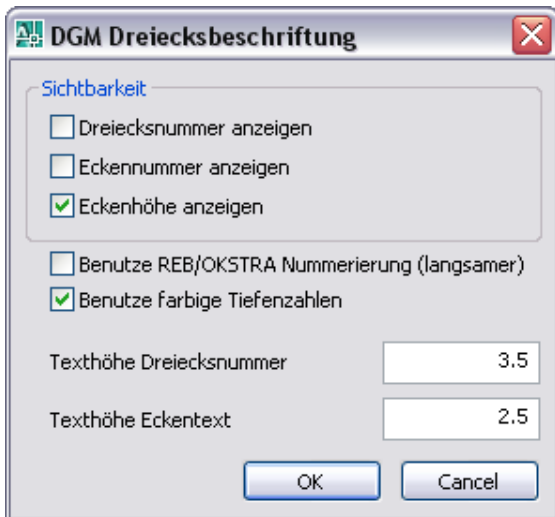 DGM Dreiecksbeschriftung
Sichtbarkeit
Dreiecksnummer anzeigen
Eckennummer anzeigen
Eckenhöhe anzeigen
Benutze REB/OKSTRA Nummerierung (langsamer)
Benutze farbige Tiefenzahlen
Texthöhe Dreiecksnummer 3.5
Texthöhe Eckentext 2.5
OK Cancel